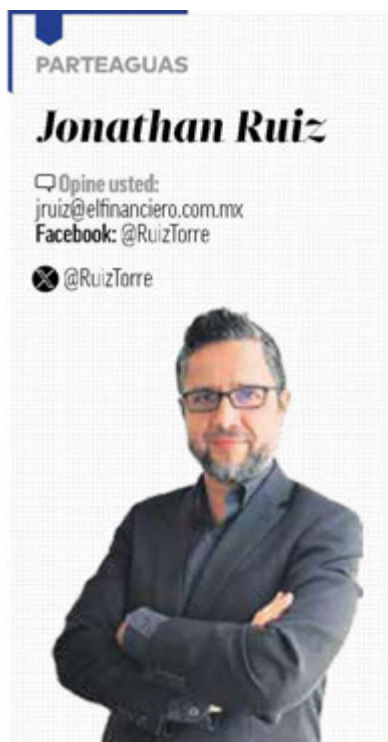 PARTEAGUAS
Jonathan Ruiz
Opine usted:
jruiz@elfinanciero.com.mx
Facebook: @RuizTorre
@RuizTorre